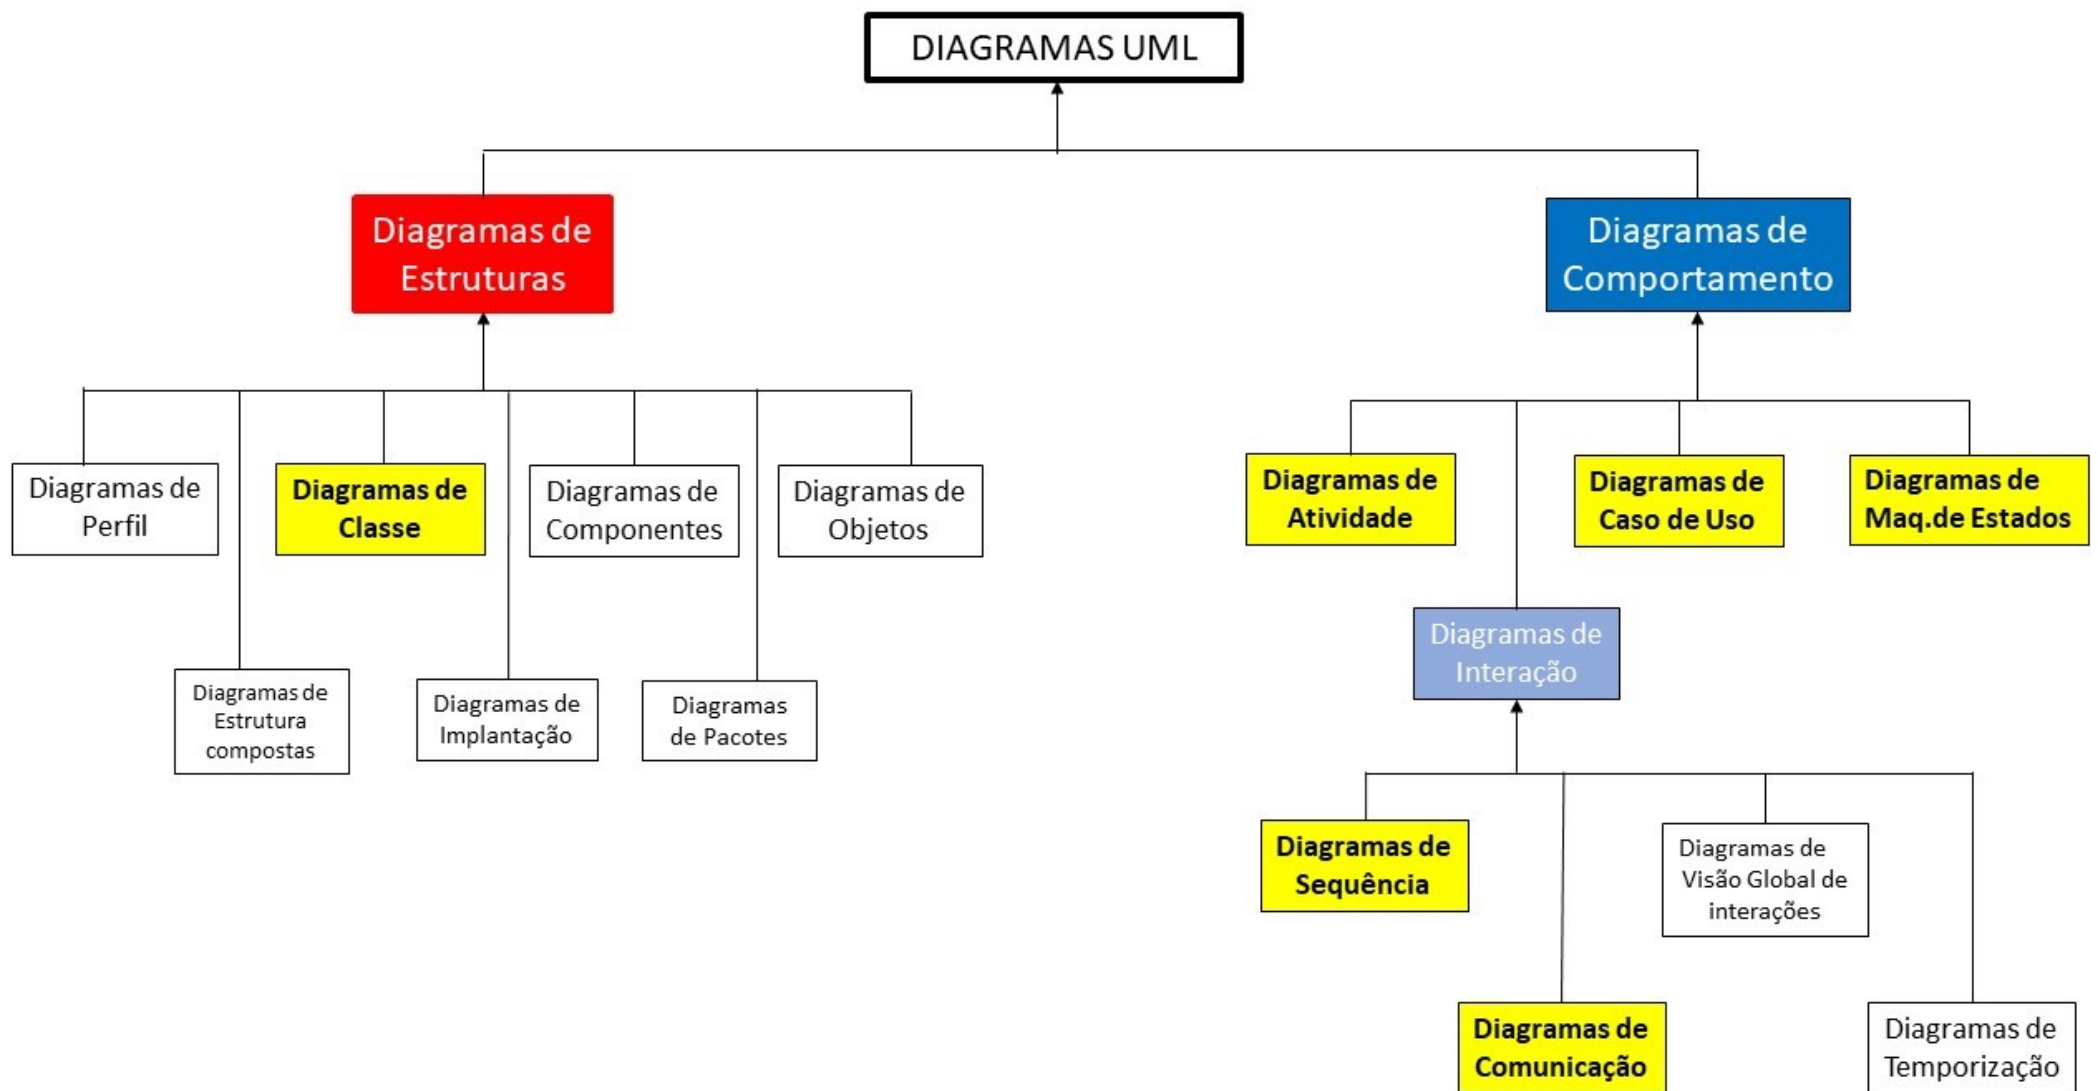 DIAGRAMAS UML
Diagramas de
Estruturas
Diagramas de
Comportamento
Diagramas de
Perfil
Diagramas de
Classe
Diagramas de
Componentes
Diagramas de
Objetos
Diagramas de
Estrutura
compostas
Diagramas de
Implantação
Diagramas
de Pacotes
Diagramas de
Atividade
Diagramas de
Caso de Uso
Diagramas de
Maq.de Estados
Diagramas de
Interação
Diagramas de
Sequência
Diagramas de
Visão Global de
interações
Diagramas de
Comunicação
Diagramas de
Temporização